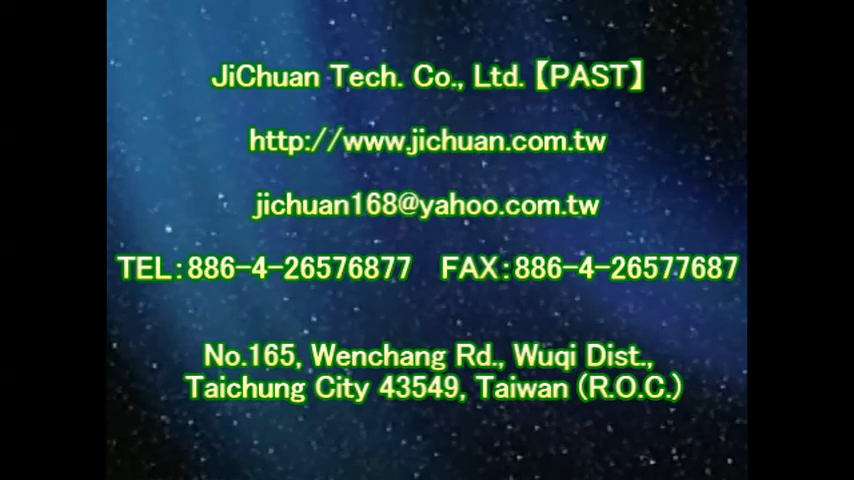 JiChuan Tech. Co., Ltd.【PAST】
http://www.jichuan.com.tw
jichuan168@yahoo.com.tw
TEL:886-4-26576877　FAX:886-4-26577687
No.165, Wenchang Rd., Wuqi Dist.,
Taichung City 43549, Taiwan (R.O.C.)